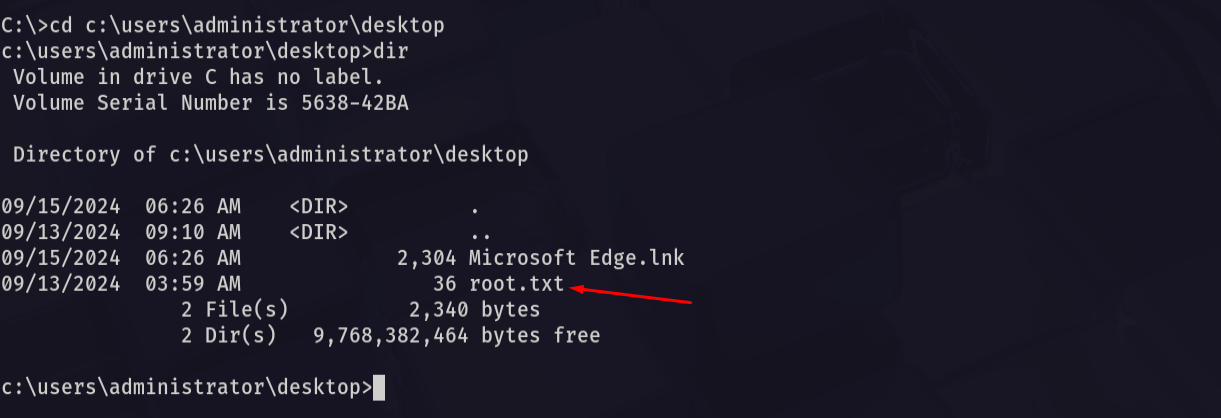 C:\>cd c:\users\administrator\desktop
c:\users\administrator\desktop>dir
 Volume in drive C has no label.
 Volume Serial Number is 5638-42BA

 Directory of c:\users\administrator\desktop

09/15/2024  06:26 AM    <DIR>          .
09/13/2024  09:10 AM    <DIR>          ..
09/15/2024  06:26 AM             2,304 Microsoft Edge.lnk
09/13/2024  03:59 AM                36 root.txt
               2 File(s)          2,340 bytes
               2 Dir(s)   9,768,382,464 bytes free

c:\users\administrator\desktop>